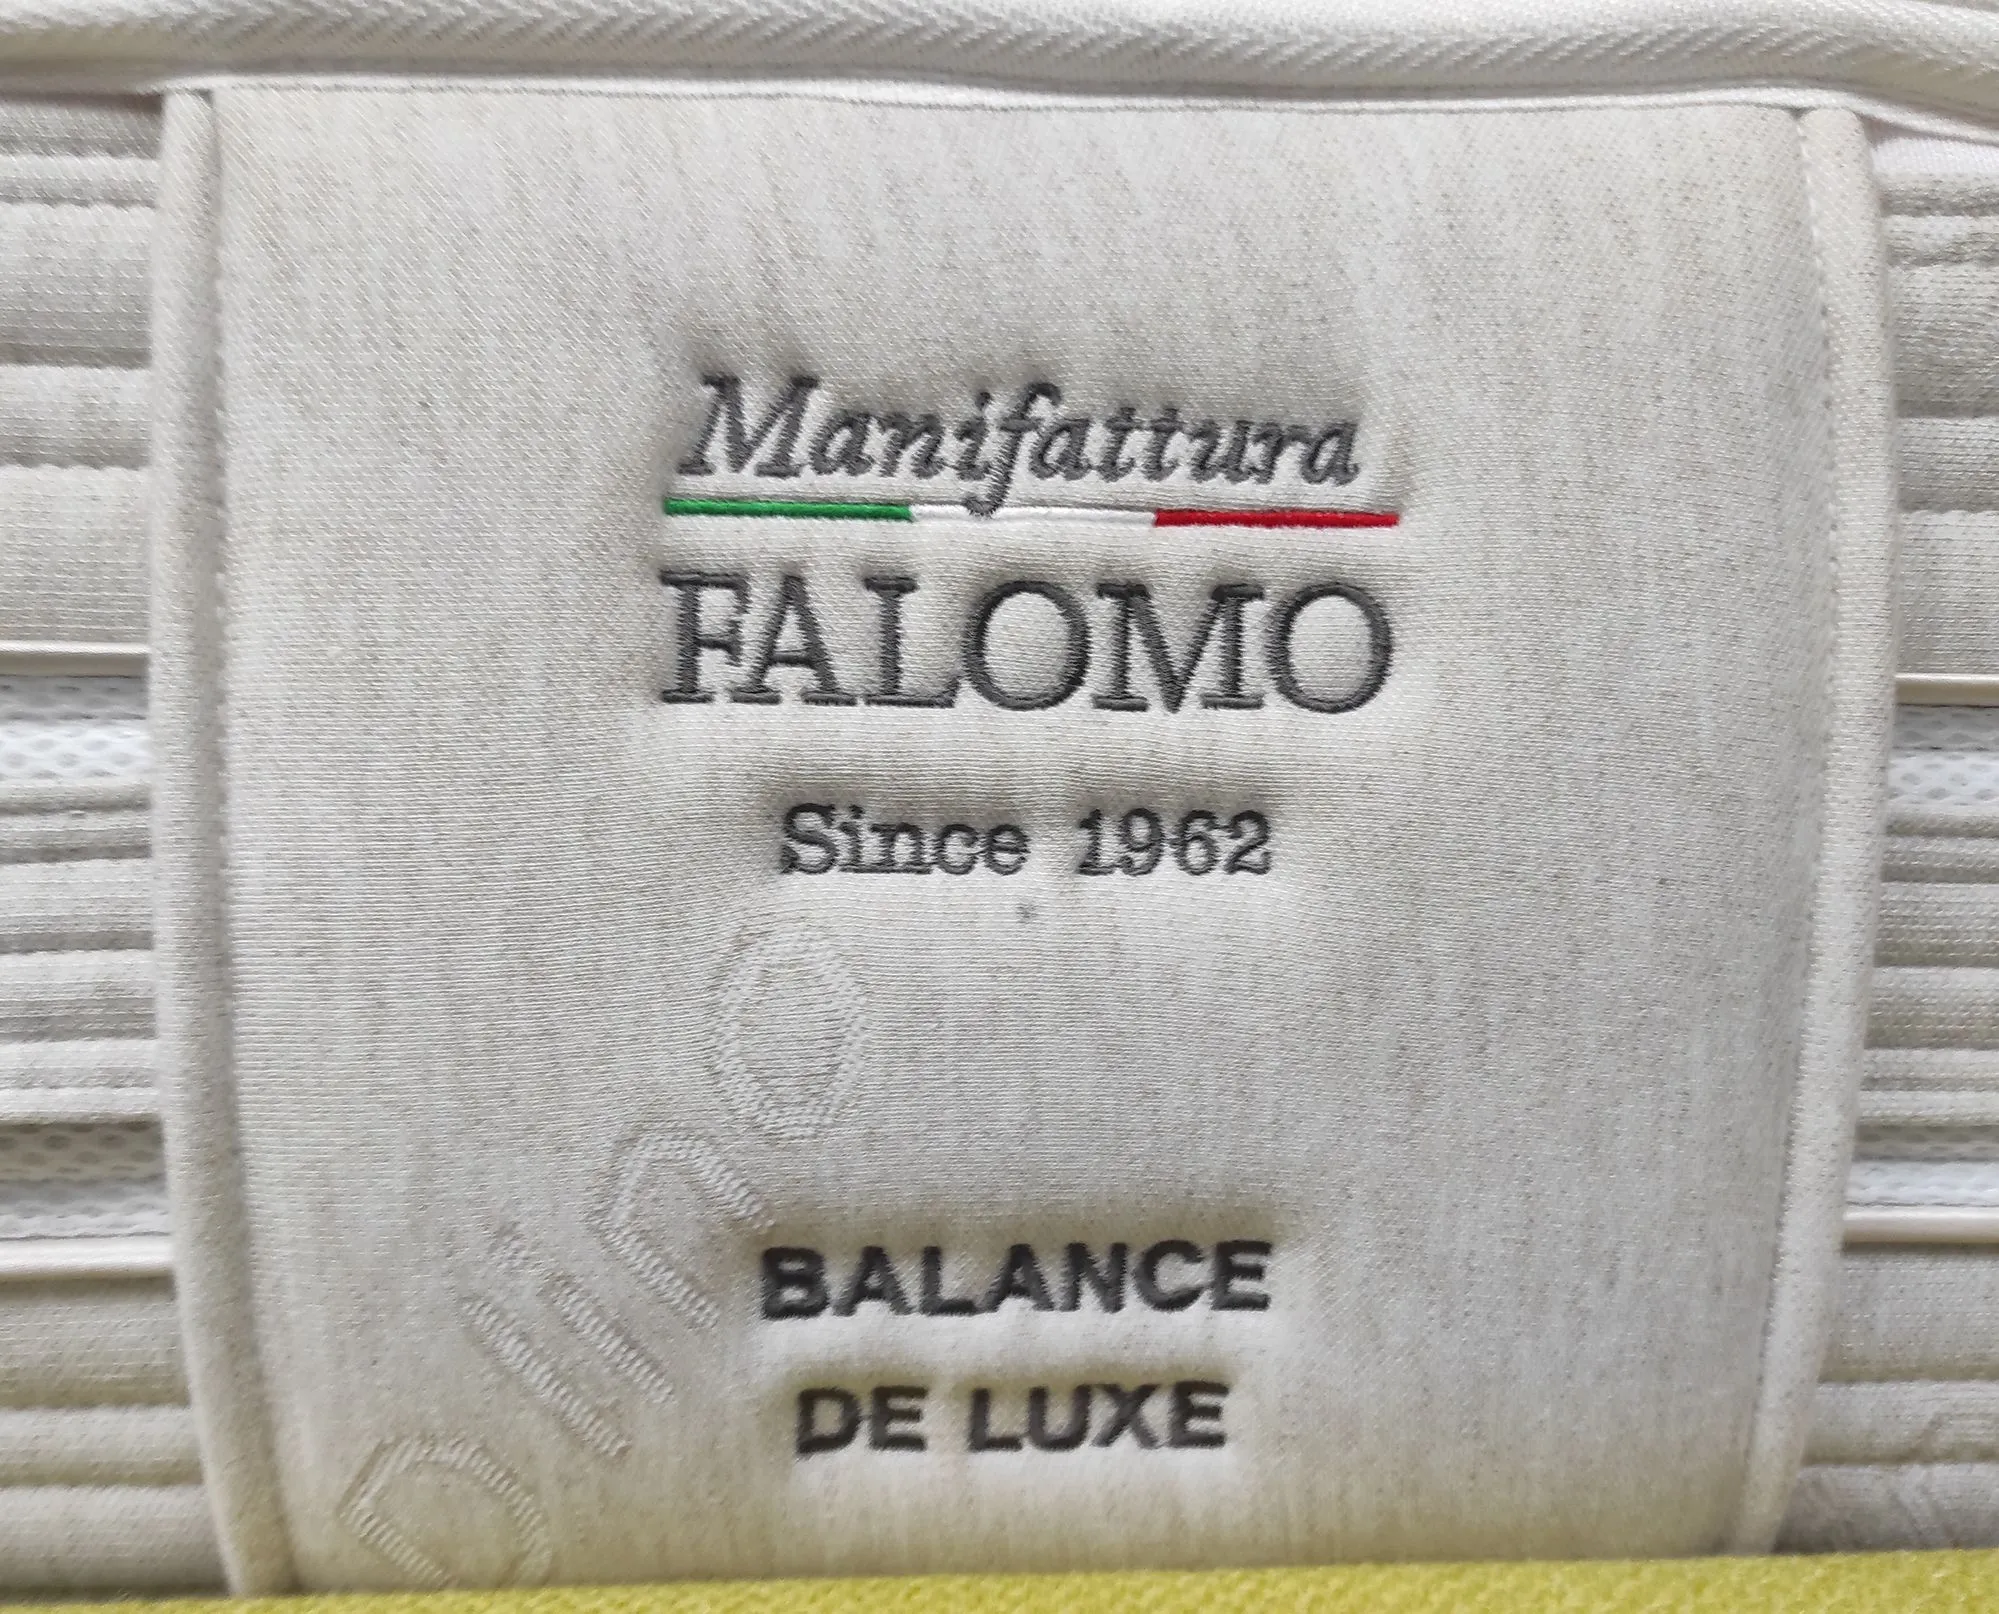 Manifattura
FALOMO
Since 1962
BALANCE
DE LUXE